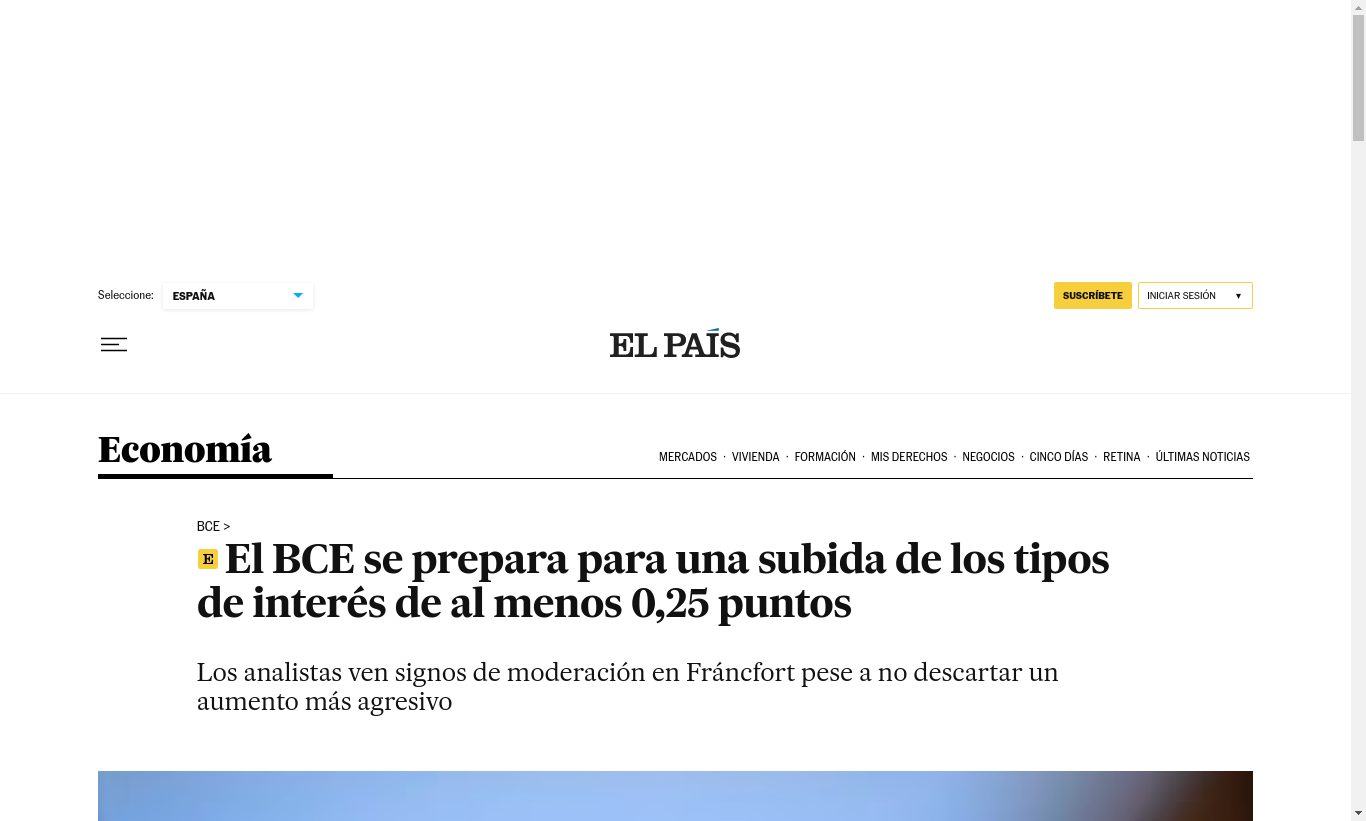 Seleccione:
ESPAÑA
SUSCRÍBETE
INICIAR SESIÓN
EL PAÍS
Economía
MERCADOS · VIVIENDA · FORMACIÓN · MIS DERECHOS · NEGOCIOS · CINCO DÍAS · RETINA · ÚLTIMAS NOTICIAS
BCE >
E El BCE se prepara para una subida de los tipos
de interés de al menos 0,25 puntos
Los analistas ven signos de moderación en Fráncfort pese a no descartar un
aumento más agresivo